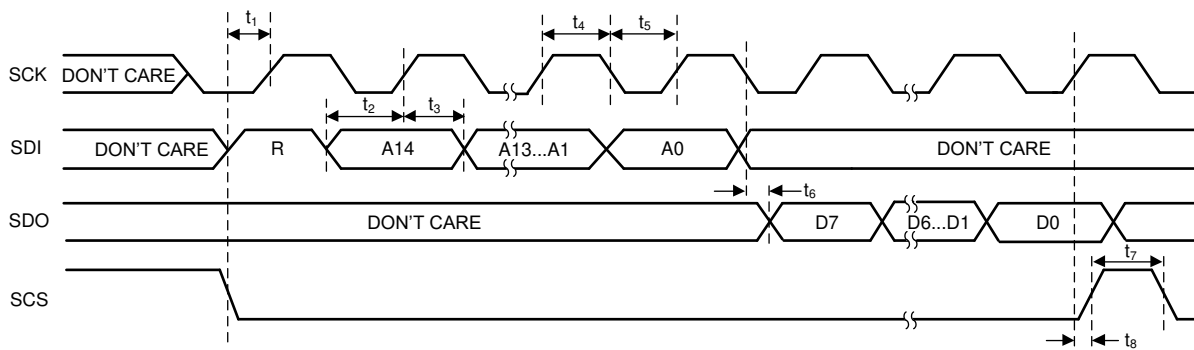 t1 t4 t5
SCK DON'T CARE
t2 t3
SDI DON'T CARE R A14 A13...A1 A0 DON'T CARE
t6
SDO DON'T CARE D7 D6...D1 D0
t7
SCS
t8